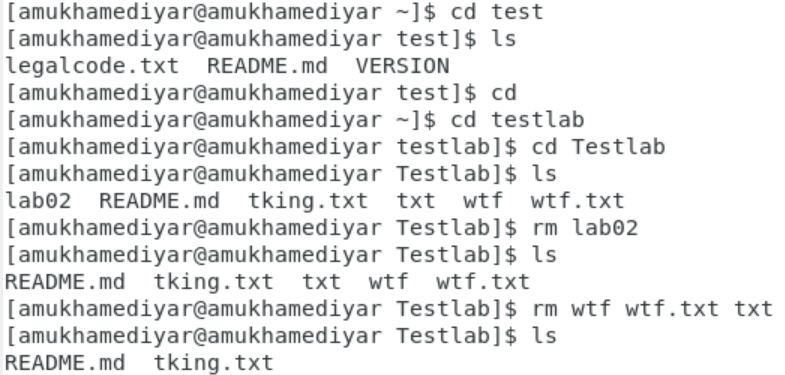 [amukhamediyar@amukhamediyar ~]$ cd test
[amukhamediyar@amukhamediyar test]$ ls
legalcode.txt  README.md  VERSION
[amukhamediyar@amukhamediyar test]$ cd
[amukhamediyar@amukhamediyar ~]$ cd testlab
[amukhamediyar@amukhamediyar testlab]$ cd Testlab
[amukhamediyar@amukhamediyar Testlab]$ ls
lab02  README.md  tking.txt  txt  wtf  wtf.txt
[amukhamediyar@amukhamediyar Testlab]$ rm lab02
[amukhamediyar@amukhamediyar Testlab]$ ls
README.md  tking.txt  txt  wtf  wtf.txt
[amukhamediyar@amukhamediyar Testlab]$ rm wtf wtf.txt txt
[amukhamediyar@amukhamediyar Testlab]$ ls
README.md  tking.txt